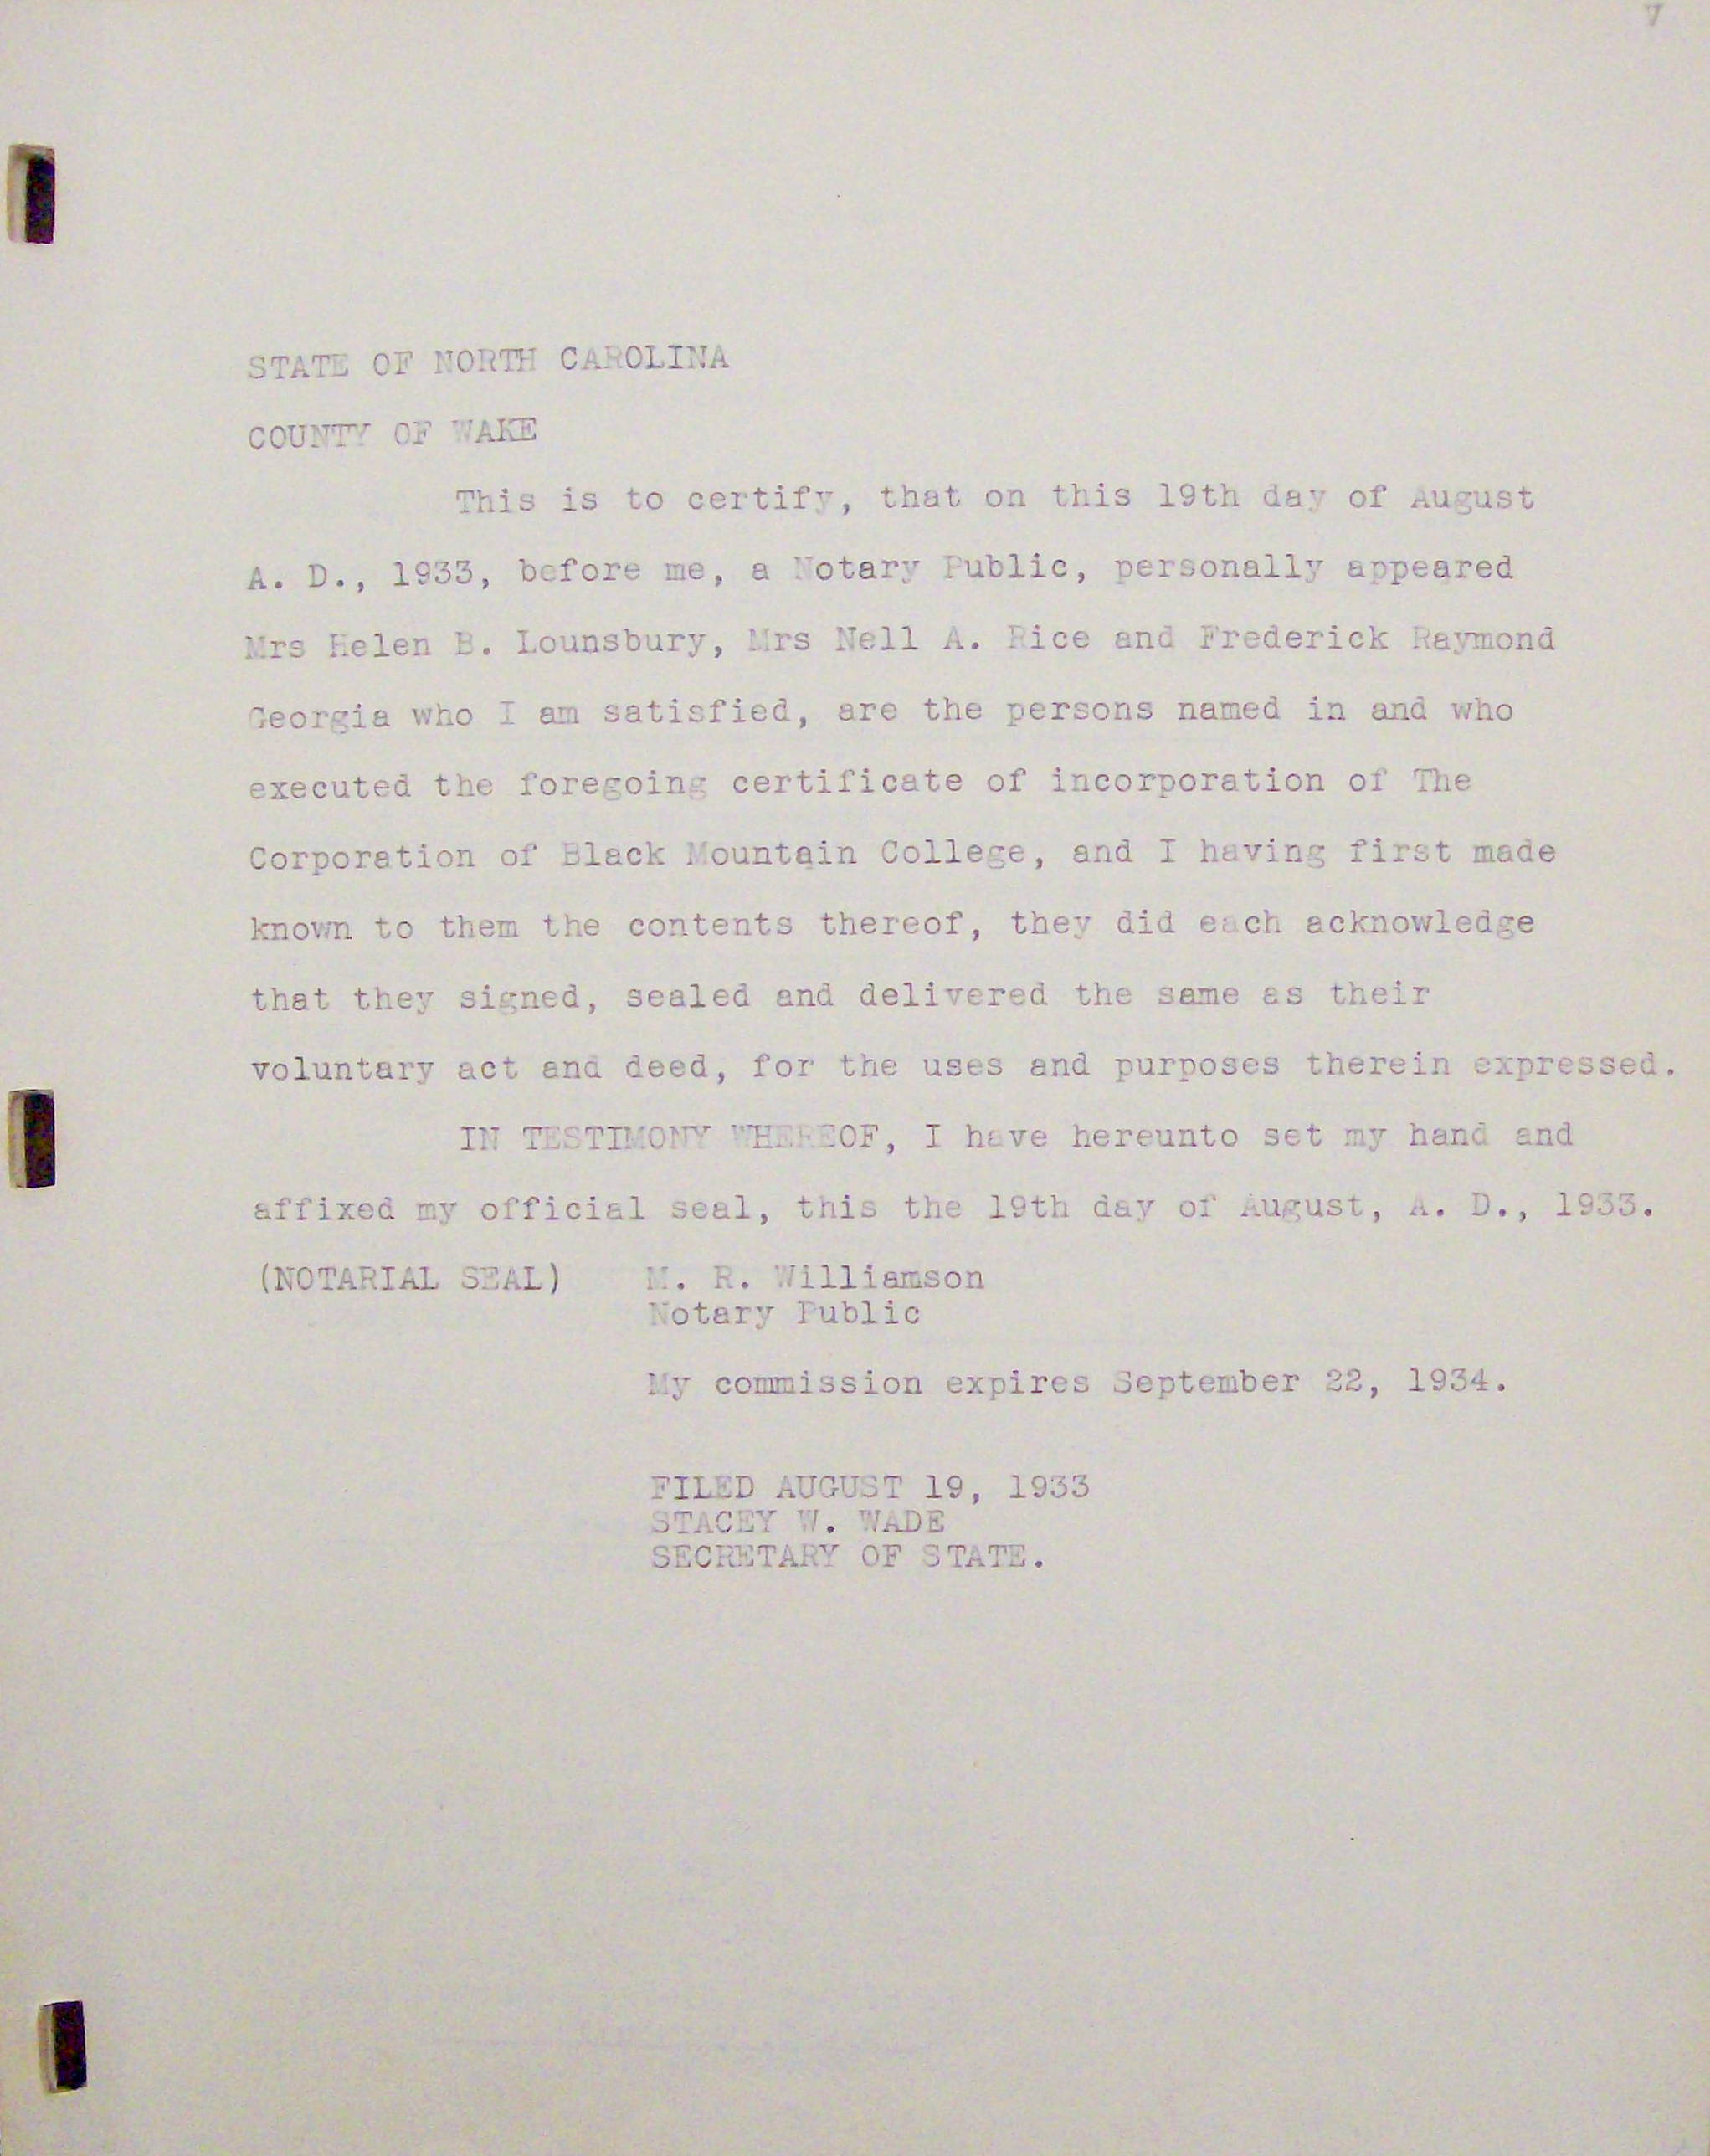 V
STATE OF NORTH CAROLINA
COUNTY OF WAKE
This is to certify, that on this 19th day of August
A. D., 1933, before me, a Notary Public, personally appeared
Mrs Helen B. Lounsbury, Mrs Nell A. Rice and Frederick Raymond
Georgia who I am satisfied, are the persons named in and who
executed the foregoing certificate of incorporation of The
Corporation of Black Mountain College, and I having first made
known to them the contents thereof, they did each acknowledge
that they signed, sealed and delivered the same as their
voluntary act and deed, for the uses and purposes therein expressed.
IN TESTIMONY WHEREOF, I have hereunto set my hand and
affixed my official seal, this the 19th day of August, A. D., 1933.
(NOTARIAL SEAL) M. R. Williamson
Notary Public
My commission expires September 22, 1934.
FILED AUGUST 19, 1933
STACEY W. WADE
SECRETARY OF STATE.